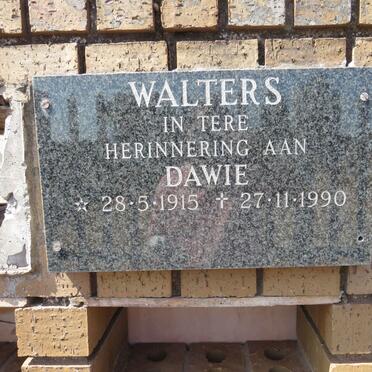 WALTERS
IN TERE
HERINNERING AAN
DAWIE
☆ 28·5·1915 ✝ 27·11·1990